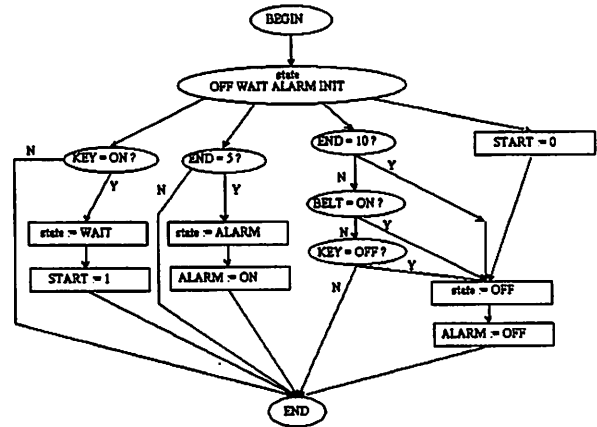 BEGIN
state
OFF WAIT ALARM INIT
N
KEY = ON ?
Y
state := WAIT
START := 1
N
END = 5 ?
Y
state := ALARM
ALARM := ON
END = 10 ?
Y
N
BELT = ON ?
Y
N
KEY = OFF ?
Y
N
START := 0
state := OFF
ALARM := OFF
END